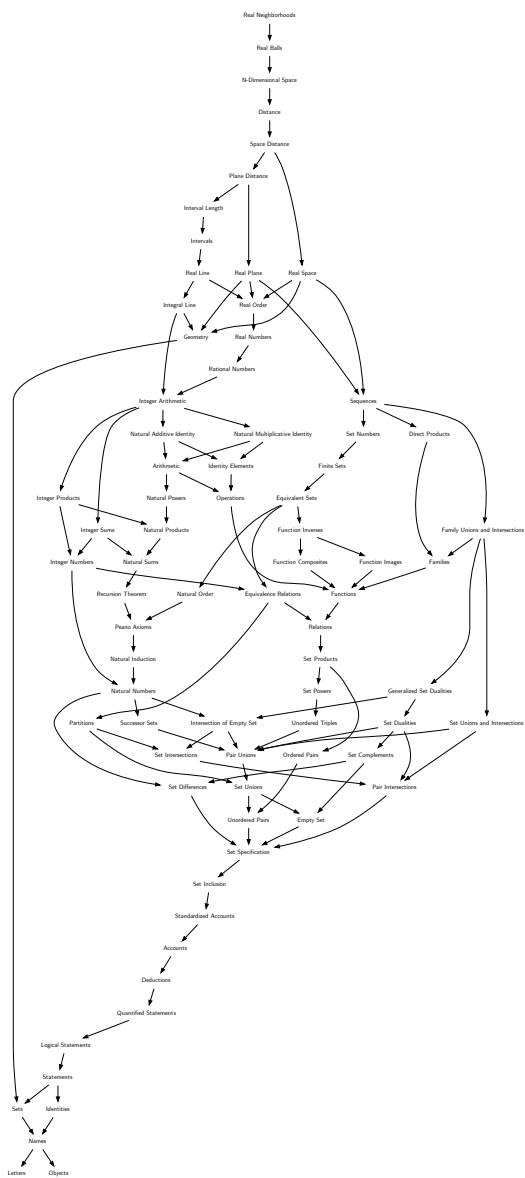 Real Neighborhoods
Real Balls
N-Dimensional Space
Distance
Space Distance
Plane Distance
Interval Length
Intervals
Real Line Real Plane Real Space
Integral Line Real Order
Geometry Real Numbers
Rational Numbers
Integer Arithmetic Sequences
Natural Additive Identity Natural Multiplicative Identity Set Numbers Direct Products
Arithmetic Identity Elements Finite Sets
Integer Products Natural Powers Operations Equivalent Sets
Integer Sums Natural Products Function Inverses Family Unions and Intersections
Integer Numbers Natural Sums Function Composites Function Images Families
Recursion Theorem Natural Order Equivalence Relations Functions
Peano Axioms Relations
Natural Induction Set Products
Natural Numbers Set Powers Generalized Set Dualities
Partitions Successor Sets Intersection of Empty Set Unordered Triples Set Dualities Set Unions and Intersections
Set Intersections Pair Unions Ordered Pairs Set Complements
Set Differences Set Unions Pair Intersections
Unordered Pairs Empty Set
Set Specification
Set Inclusion
Standardized Accounts
Accounts
Deductions
Quantified Statements
Logical Statements
Statements
Sets Identities
Names
Letters Objects